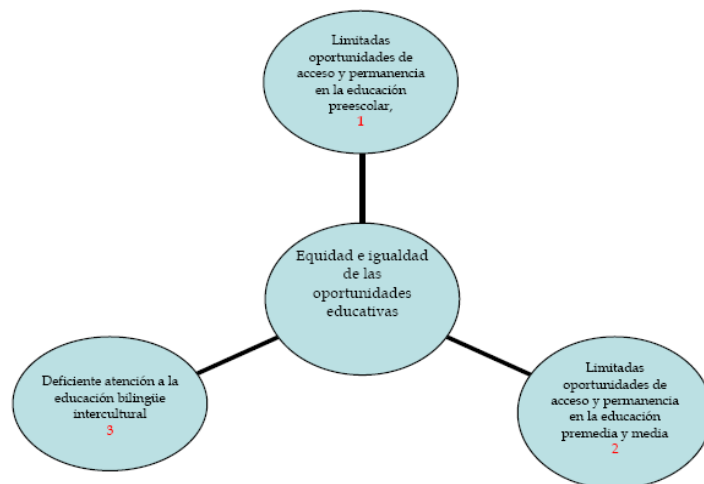 Limitadas
oportunidades de
acceso y permanencia
en la educación
preescolar,
1
Equidad e igualdad
de las
oportunidades
educativas
Deficiente atención a la
educación bilingüe
intercultural
3
Limitadas
oportunidades de
acceso y permanencia
en la educación
premedia y media
2